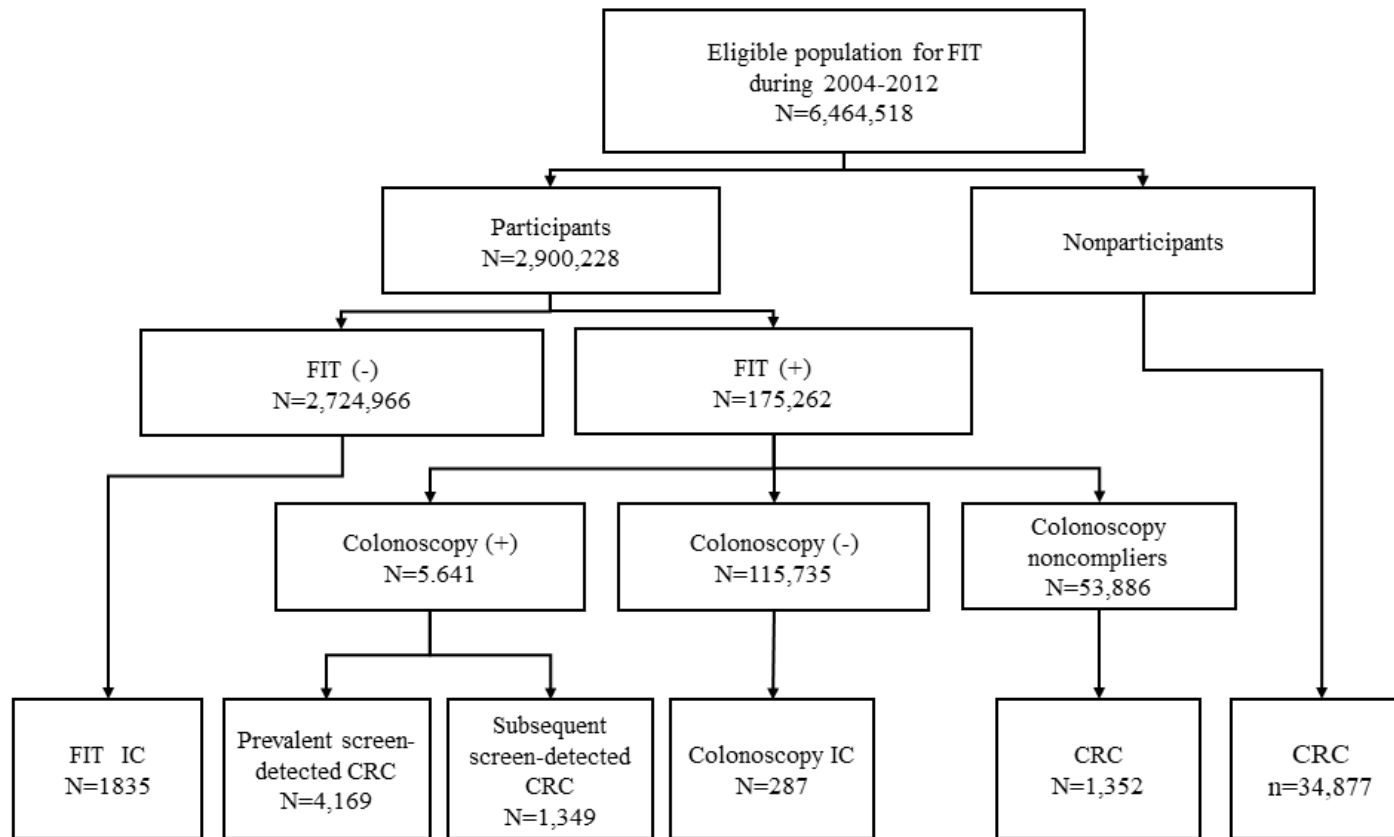 Eligible population for FIT
during 2004-2012
N=6,464,518
Participants
N=2,900,228
Nonparticipants
FIT (-)
N=2,724,966
FIT (+)
N=175,262
Colonoscopy (+)
N=5.641
Colonoscopy (-)
N=115,735
Colonoscopy
noncompliers
N=53,886
FIT IC
N=1835
Prevalent screen-
detected CRC
N=4,169
Subsequent
screen-detected
CRC
N=1,349
Colonoscopy IC
N=287
CRC
N=1,352
CRC
n=34,877